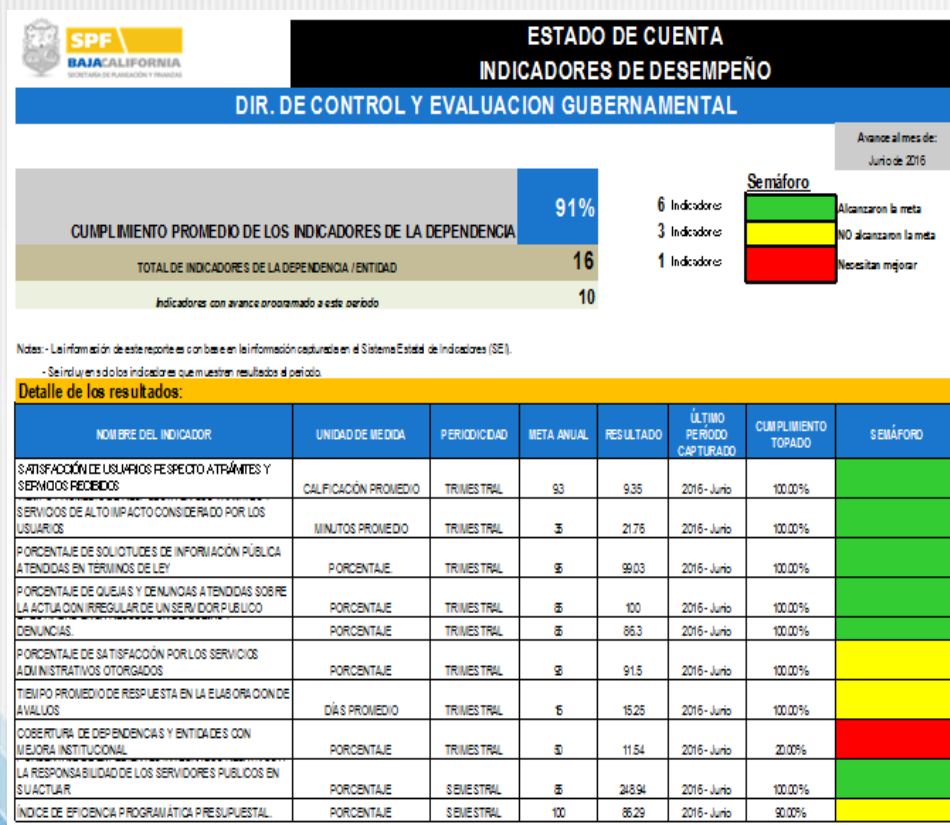 SPF
BAJACALIFORNIA
SECRETARÍA DE PLANEACIÓN Y FINANZAS
ESTADO DE CUENTA
INDICADORES DE DESEMPEÑO
DIR. DE CONTROL Y EVALUACION GUBERNAMENTAL
Avance al mes de:
Junio de 2016
CUMPLIMIENTO PROMEDIO DE LOS INDICADORES DE LA DEPENDENCIA 91%
TOTAL DE INDICADORES DE LA DEPENDENCIA / ENTIDAD 16
Indicadores con avance programado a este periodo 10
Semáforo
6 Indicadores Alcanzaron la meta
3 Indicadores NO alcanzaron la meta
1 Indicadores Necesitan mejorar
Notas: - La información de este reporte es con base en la información capturada en el Sistema Estatal de Indicadores (SEI).
- Se incluyen solo los indicadores que muestran resultados al periodo.
Detalle de los resultados:
NOMBRE DEL INDICADOR UNIDAD DE MEDIDA PERIODICIDAD META ANUAL RESULTADO ÚLTIMO PERÍODO CAPTURADO CUMPLIMIENTO TOPADO SEMÁFORO
SATISFACCIÓN DE USUARIOS RESPECTO A TRÁMITES Y
SERVICIOS RECIBIDOS CALIFICACIÓN PROMEDIO TRIMESTRAL 9.3 9.35 2016 - Junio 100.00%
SERVICIOS DE ALTO IMPACTO CONSIDERADO POR LOS
USUARIOS MINUTOS PROMEDIO TRIMESTRAL 21.76 2016 - Junio 100.00%
PORCENTAJE DE SOLICITUDES DE INFORMACIÓN PÚBLICA
ATENDIDAS EN TÉRMINOS DE LEY PORCENTAJE. TRIMESTRAL 99.03 2016 - Junio 100.00%
PORCENTAJE DE QUEJAS Y DENUNCIAS ATENDIDAS SOBRE
LA ACTUACION IRREGULAR DE UN SERVIDOR PUBLICO PORCENTAJE TRIMESTRAL 100 2016 - Junio 100.00%
DENUNCIAS. PORCENTAJE TRIMESTRAL 86.3 2016 - Junio 100.00%
PORCENTAJE DE SATISFACCIÓN POR LOS SERVICIOS
ADMINISTRATIVOS OTORGADOS PORCENTAJE TRIMESTRAL 91.5 2016 - Junio 100.00%
TIEMPO PROMEDIO DE RESPUESTA EN LA ELABORACION DE
AVALUOS DÍAS PROMEDIO TRIMESTRAL 15 15.25 2016 - Junio 100.00%
COBERTURA DE DEPENDENCIAS Y ENTIDADES CON
MEJORA INSTITUCIONAL PORCENTAJE TRIMESTRAL 50 11.54 2016 - Junio 20.00%
LA RESPONSABILIDAD DE LOS SERVIDORES PUBLICOS EN
SU ACTUAR PORCENTAJE SEMESTRAL 248.94 2016 - Junio 100.00%
ÍNDICE DE EFICIENCIA PROGRAMÁTICA PRESUPUESTAL. PORCENTAJE SEMESTRAL 100 86.29 2016 - Junio 90.00%